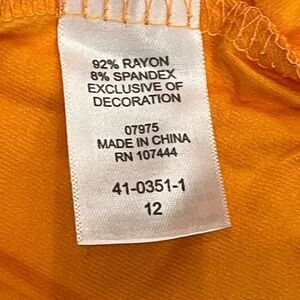 92% RAYON
8% SPANDEX
EXCLUSIVE OF
DECORATION
07975
MADE IN CHINA
RN 107444
41-0351-1
12